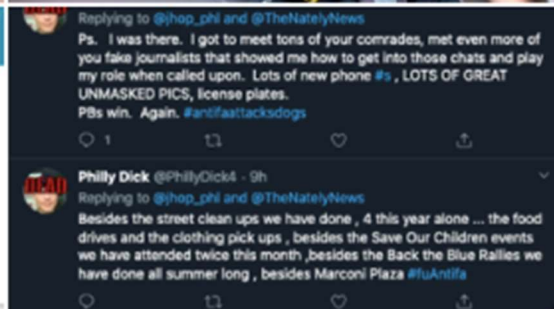 Replying to @jhop_phl and @TheNatelyNews
Ps. I was there. I got to meet tons of your comrades, met even more of
you fake journalists that showed me how to get into those chats and play
my role when called upon. Lots of new phone #s , LOTS OF GREAT
UNMASKED PICS, license plates.
PBs win. Again. #antifaattacksdogs
1
Philly Dick @PhillyDick4 · 9h
Replying to @jhop_phl and @TheNatelyNews
Besides the street clean ups we have done , 4 this year alone ... the food
drives and the clothing pick ups , besides the Save Our Children events
we have attended twice this month ,besides the Back the Blue Rallies we
have done all summer long , besides Marconi Plaza #fuAntifa